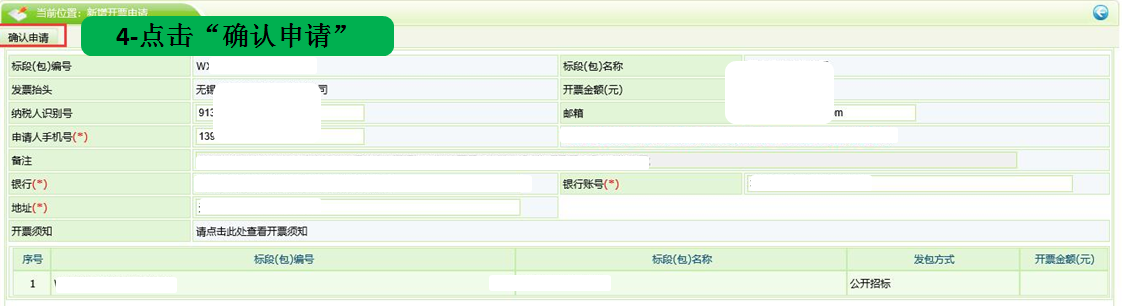 当前位置：新增开票申请
确认申请
4-点击“确认申请”
标段(包)编号 WX 标段(包)名称
发票抬头 无锡 司 开票金额(元)
纳税人识别号 913 邮箱 m
申请人手机号(*) 139
备注
银行(*) 银行账号(*)
地址(*)
开票须知 请点击此处查看开票须知
序号 标段(包)编号 标段(包)名称 发包方式 开票金额(元)
1 公开招标